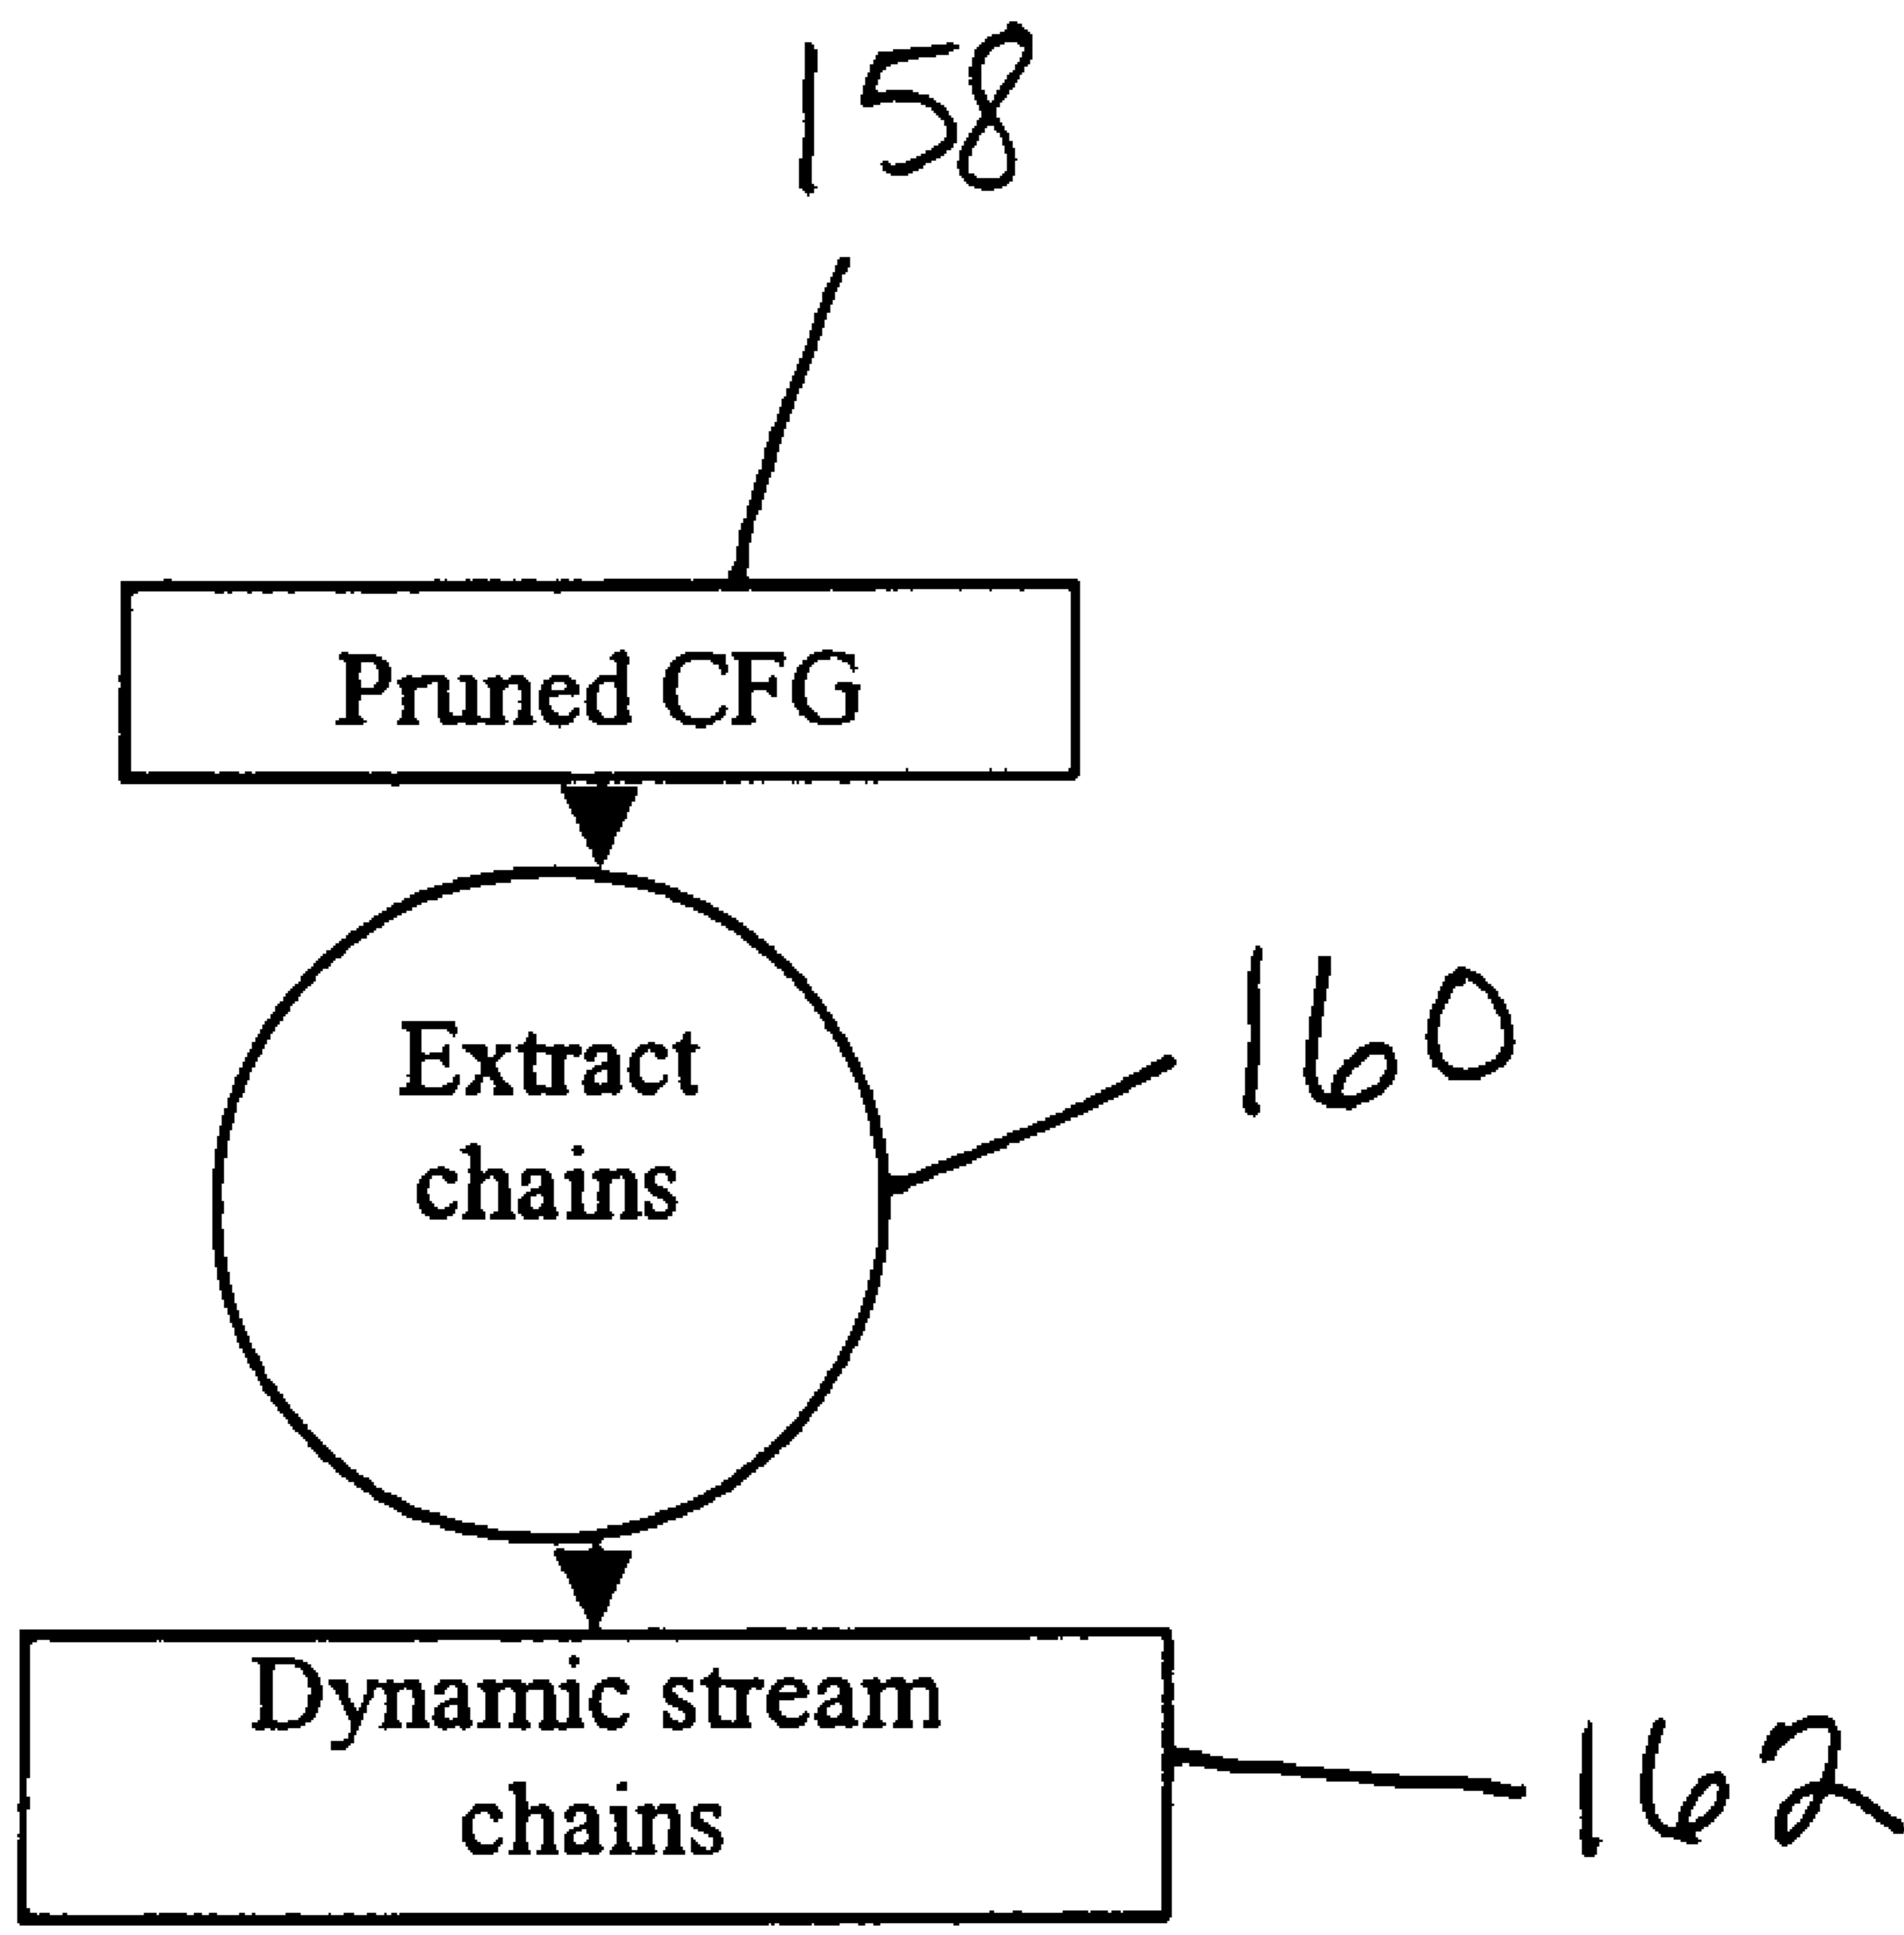 158
Pruned CFG
Extract
chains
160
Dynamic stream
chains
162